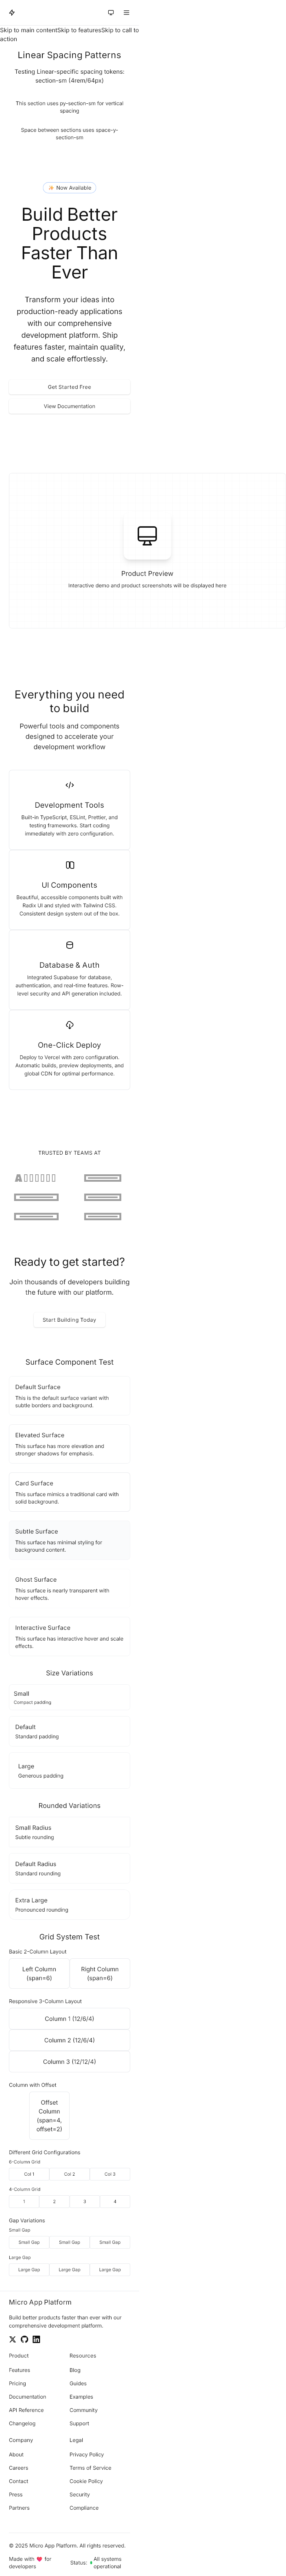 Skip to main contentSkip to featuresSkip to call to
action
Linear Spacing Patterns
Testing Linear-specific spacing tokens:
section-sm (4rem/64px)
This section uses py-section-sm for vertical
spacing
Space between sections uses space-y-
section-sm
✨ Now Available
Build Better
Products
Faster Than
Ever
Transform your ideas into
production-ready applications
with our comprehensive
development platform. Ship
features faster, maintain quality,
and scale effortlessly.
Get Started Free
View Documentation
Product Preview
Interactive demo and product screenshots will be displayed here
Everything you need
to build
Powerful tools and components
designed to accelerate your
development workflow
Development Tools
Built-in TypeScript, ESLint, Prettier, and
testing frameworks. Start coding
immediately with zero configuration.
UI Components
Beautiful, accessible components built with
Radix UI and styled with Tailwind CSS.
Consistent design system out of the box.
Database & Auth
Integrated Supabase for database,
authentication, and real-time features. Row-
level security and API generation included.
One-Click Deploy
Deploy to Vercel with zero configuration.
Automatic builds, preview deployments, and
global CDN for optimal performance.
TRUSTED BY TEAMS AT
Ready to get started?
Join thousands of developers building
the future with our platform.
Start Building Today
Surface Component Test
Default Surface
This is the default surface variant with
subtle borders and background.
Elevated Surface
This surface has more elevation and
stronger shadows for emphasis.
Card Surface
This surface mimics a traditional card with
solid background.
Subtle Surface
This surface has minimal styling for
background content.
Ghost Surface
This surface is nearly transparent with
hover effects.
Interactive Surface
This surface has interactive hover and scale
effects.
Size Variations
Small
Compact padding
Default
Standard padding
Large
Generous padding
Rounded Variations
Small Radius
Subtle rounding
Default Radius
Standard rounding
Extra Large
Pronounced rounding
Grid System Test
Basic 2-Column Layout
Left Column
(span=6)
Right Column
(span=6)
Responsive 3-Column Layout
Column 1 (12/6/4)
Column 2 (12/6/4)
Column 3 (12/12/4)
Column with Offset
Offset
Column
(span=4,
offset=2)
Different Grid Configurations
6-Column Grid
Col 1
Col 2
Col 3
4-Column Grid
1
2
3
4
Gap Variations
Small Gap
Small Gap
Small Gap
Small Gap
Large Gap
Large Gap
Large Gap
Large Gap
Micro App Platform
Build better products faster than ever with our
comprehensive development platform.
Product
Features
Pricing
Documentation
API Reference
Changelog
Resources
Blog
Guides
Examples
Community
Support
Company
About
Careers
Contact
Press
Partners
Legal
Privacy Policy
Terms of Service
Cookie Policy
Security
Compliance
© 2025 Micro App Platform. All rights reserved.
Made with ❤️ for
developers
Status:
All systems
operational